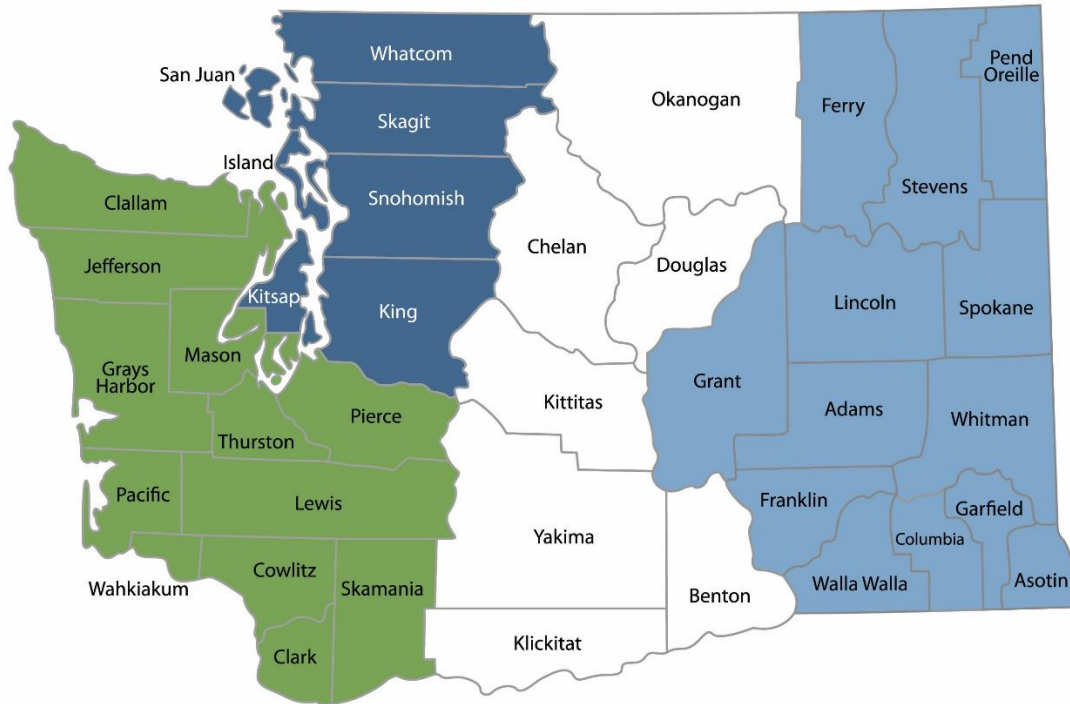 Whatcom
San Juan
Pend
Oreille
Okanogan
Ferry
Skagit
Island
Stevens
Snohomish
Clallam
Chelan
Jefferson
Douglas
Kitsap
Lincoln
Spokane
King
Mason
Grays
Harbor
Grant
Kittitas
Adams
Pierce
Whitman
Thurston
Pacific
Lewis
Franklin
Garfield
Yakima
Columbia
Cowlitz
Wahkiakum
Skamania
Walla Walla
Asotin
Benton
Klickitat
Clark